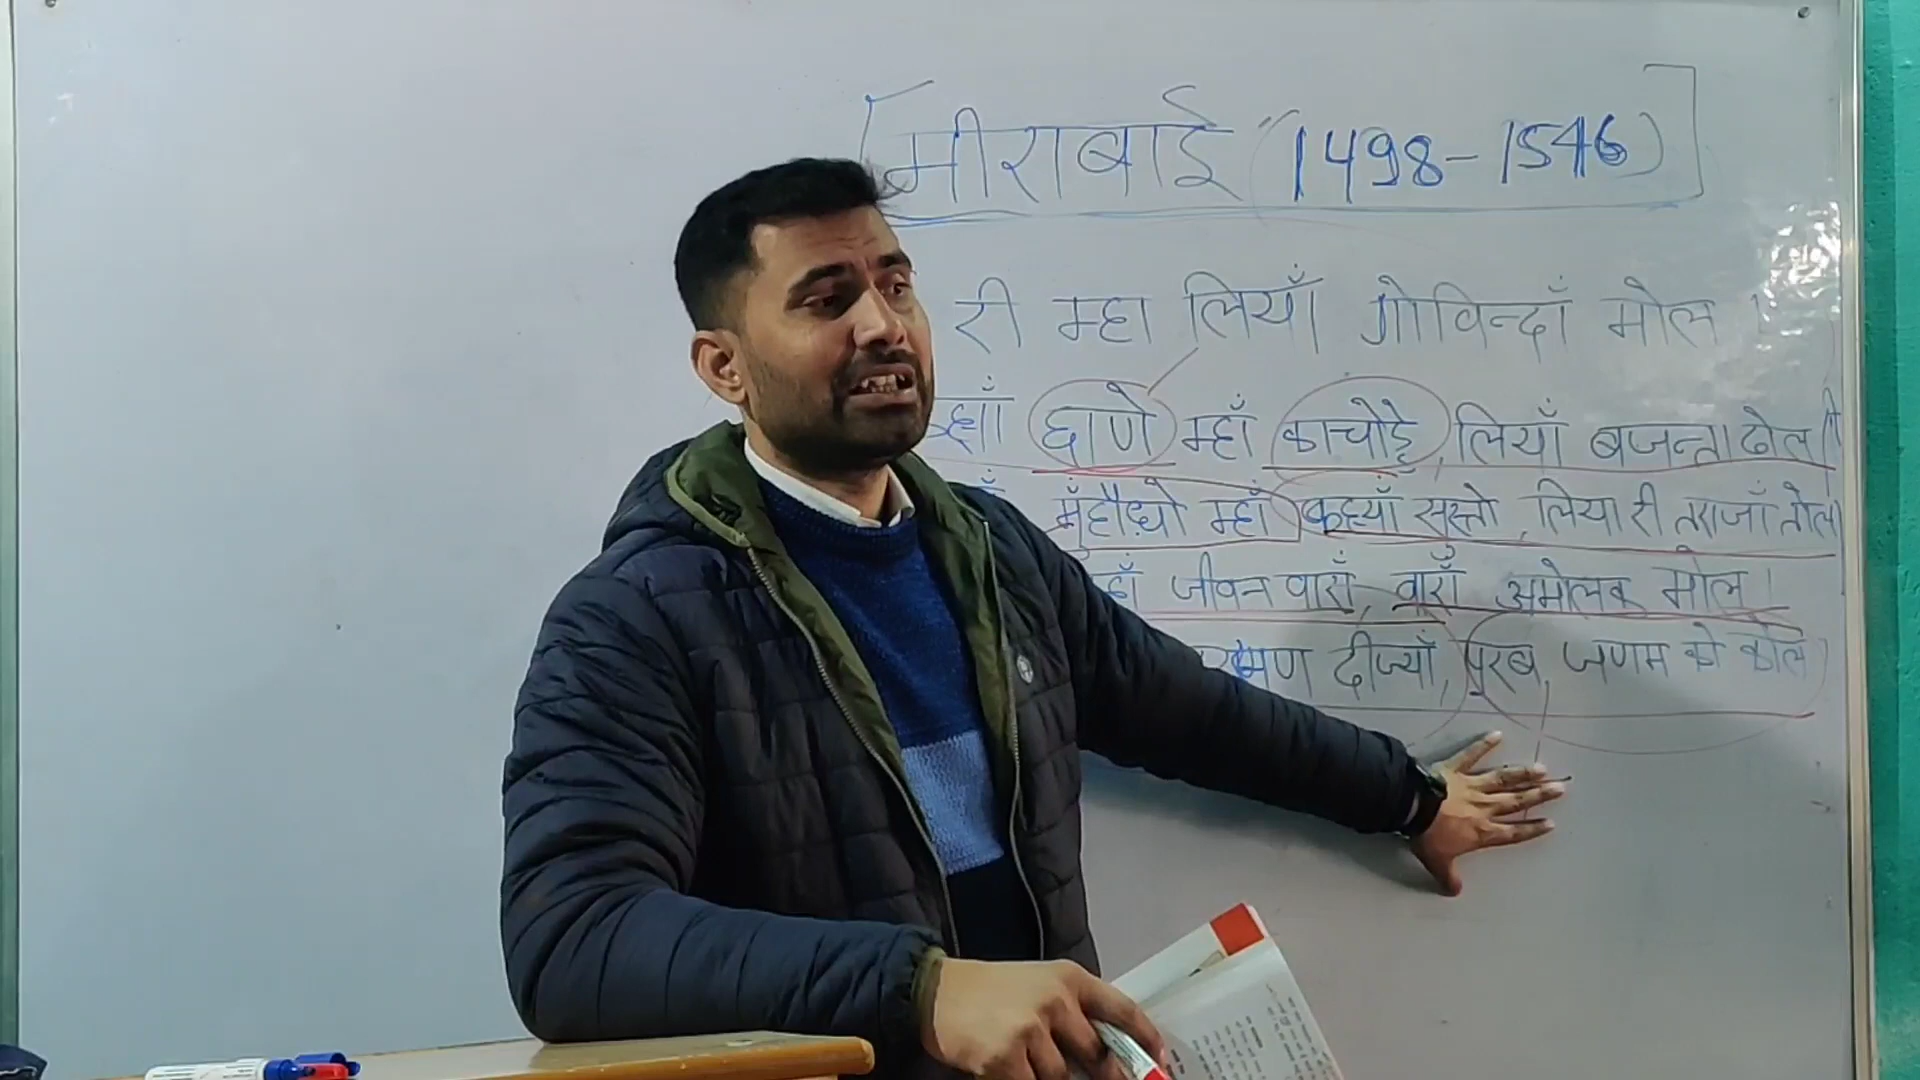 मीराबाई (1498-1546)
री म्हा लियाँ गोविन्दाँ मोल ।
छाणे म्हाँ काचोड्डे, लियाँ बजन्ता ढोल ।
मुँहौघो म्हाँ कह्याँ सस्तो, लिया री तराजाँ तोल
जीवन वाराँ, वाराँ अमोलक मोल ।
दीज्याँ, पूरब जणम को कोल